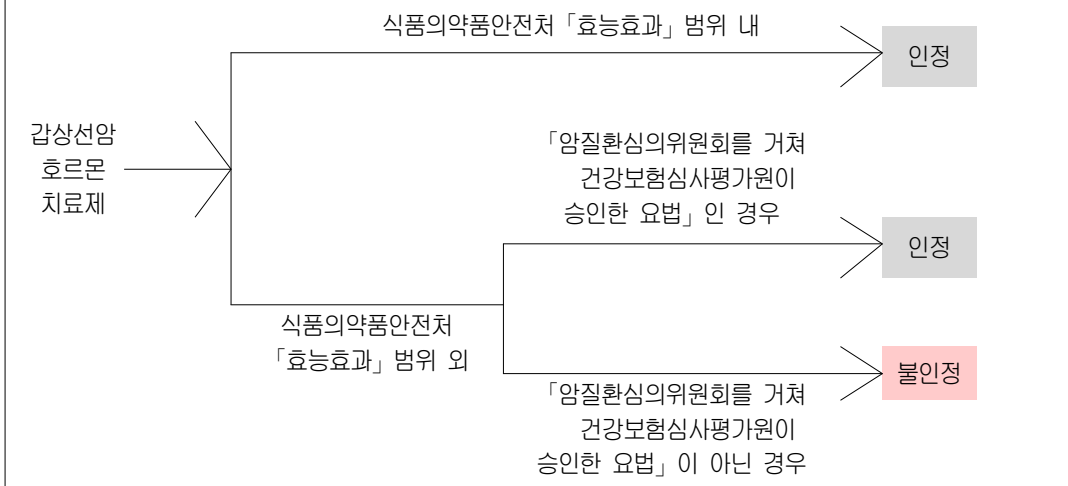 식품의약품안전처「효능효과」범위 내
인정
갑상선암
호르몬
치료제
「암질환심의위원회를 거쳐
건강보험심사평가원이
승인한 요법」인 경우
인정
식품의약품안전처
「효능효과」범위 외
불인정
「암질환심의위원회를 거쳐
건강보험심사평가원이
승인한 요법」이 아닌 경우